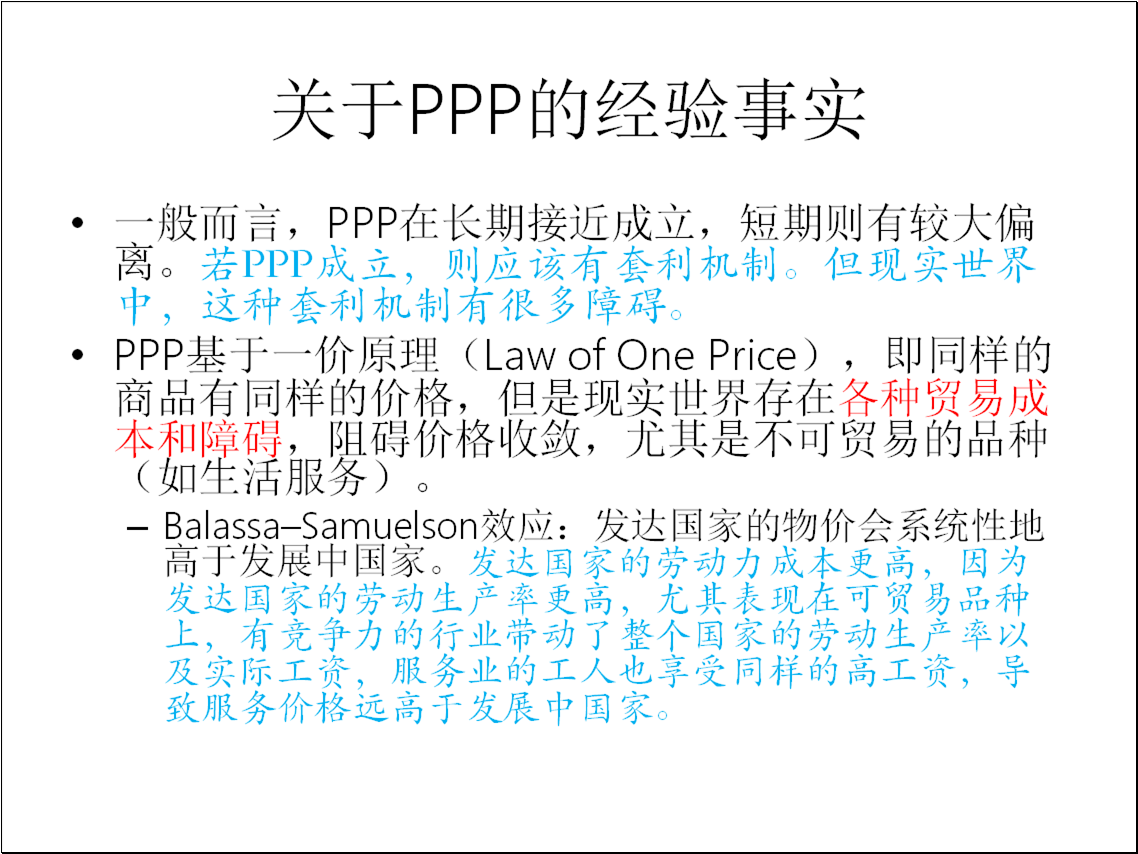 关于PPP的经验事实
• 一般而言，PPP在长期接近成立，短期则有较大偏
离。若PPP成立，则应该有套利机制。但现实世界
中，这种套利机制有很多障碍。
• PPP基于一价原理（Law of One Price），即同样的
商品有同样的价格，但是现实世界存在各种贸易成
本和障碍，阻碍价格收敛，尤其是不可贸易的品种
（如生活服务）。
– Balassa–Samuelson效应：发达国家的物价会系统性地
高于发展中国家。发达国家的劳动力成本更高，因为
发达国家的劳动生产率更高，尤其表现在可贸易品种
上，有竞争力的行业带动了整个国家的劳动生产率以
及实际工资，服务业的工人也享受同样的高工资，导
致服务价格远高于发展中国家。